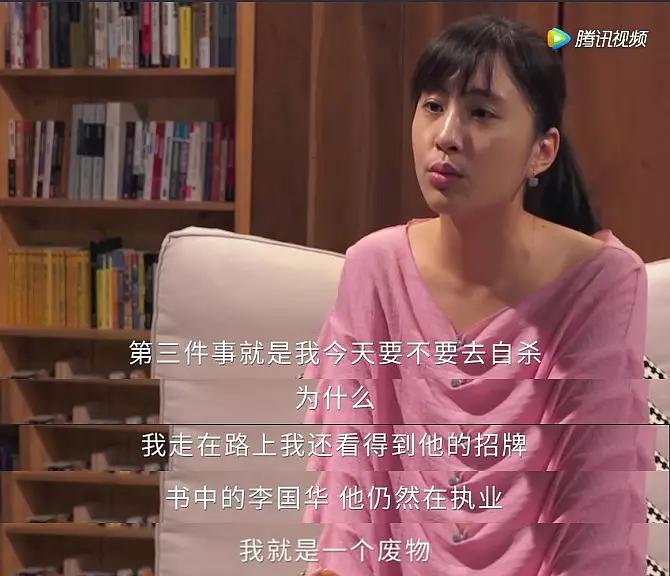 腾讯视频
第三件事就是我今天要不要去自杀
为什么
我走在路上我还看得到他的招牌
书中的李国华 他仍然在执业
我就是一个废物